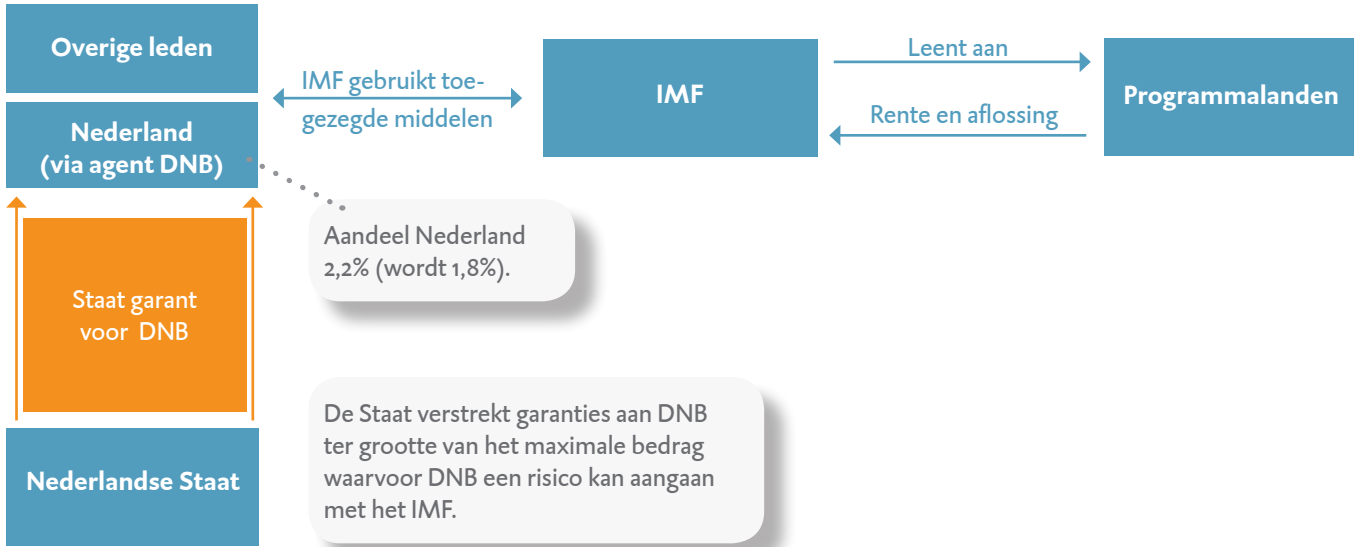 Overige leden
Nederland
(via agent DNB)
IMF gebruikt toe-
gezegde middelen
IMF
Leent aan
Rente en aflossing
Programmalanden
Aandeel Nederland
2,2% (wordt 1,8%).
Staat garant
voor DNB
Nederlandse Staat
De Staat verstrekt garanties aan DNB
ter grootte van het maximale bedrag
waarvoor DNB een risico kan aangaan
met het IMF.